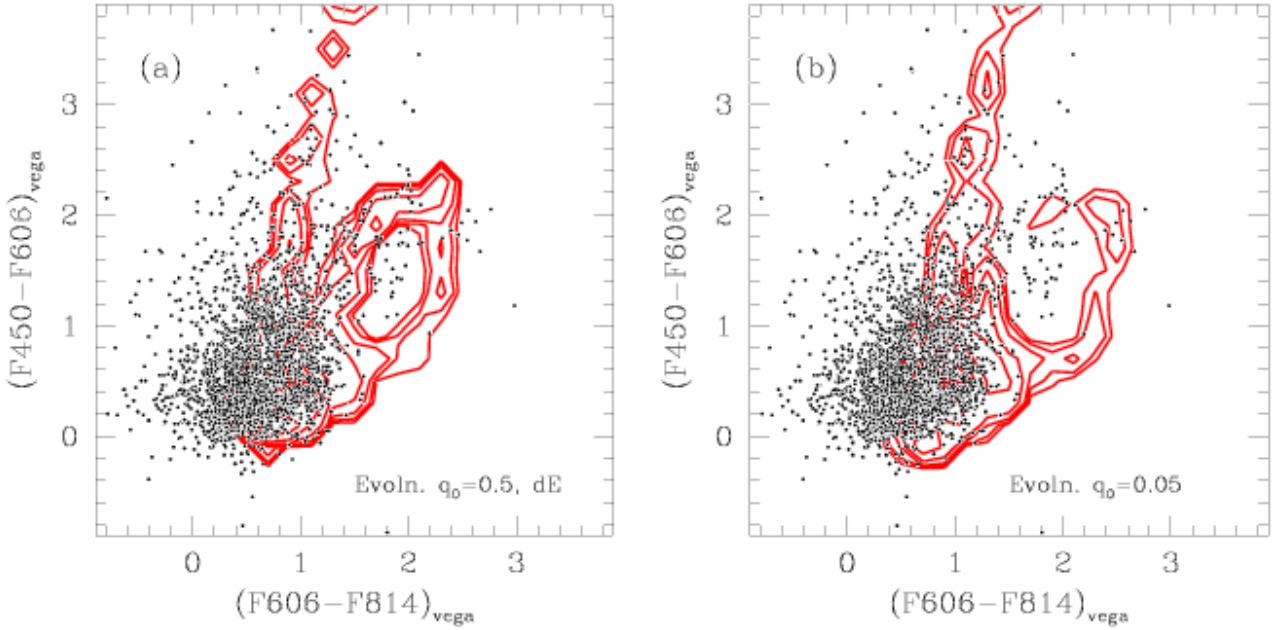 (a)
3
2
1
0
(F450−F606)vega
Evoln. q0=0.5, dE
0 1 2 3
(F606−F814)vega
(b)
3
2
1
0
(F450−F606)vega
Evoln. q0=0.05
0 1 2 3
(F606−F814)vega